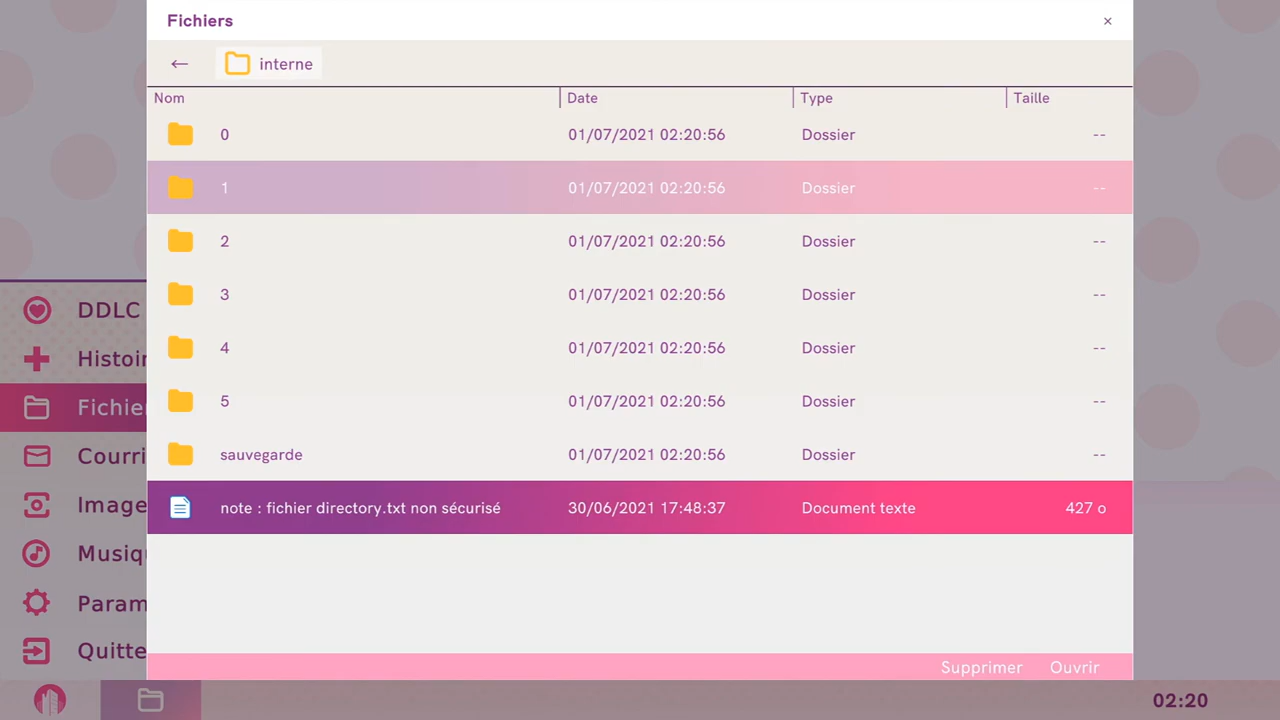 Fichiers ×
← interne
Nom Date Type Taille
0 01/07/2021 02:20:56 Dossier --
1 01/07/2021 02:20:56 Dossier --
2 01/07/2021 02:20:56 Dossier --
3 01/07/2021 02:20:56 Dossier --
4 01/07/2021 02:20:56 Dossier --
5 01/07/2021 02:20:56 Dossier --
sauvegarde 01/07/2021 02:20:56 Dossier --
note : fichier directory.txt non sécurisé 30/06/2021 17:48:37 Document texte 427 o
Supprimer Ouvrir
DDLC
Histoir
Fichie
Courri
Image
Musiq
Param
Quitte
02:20